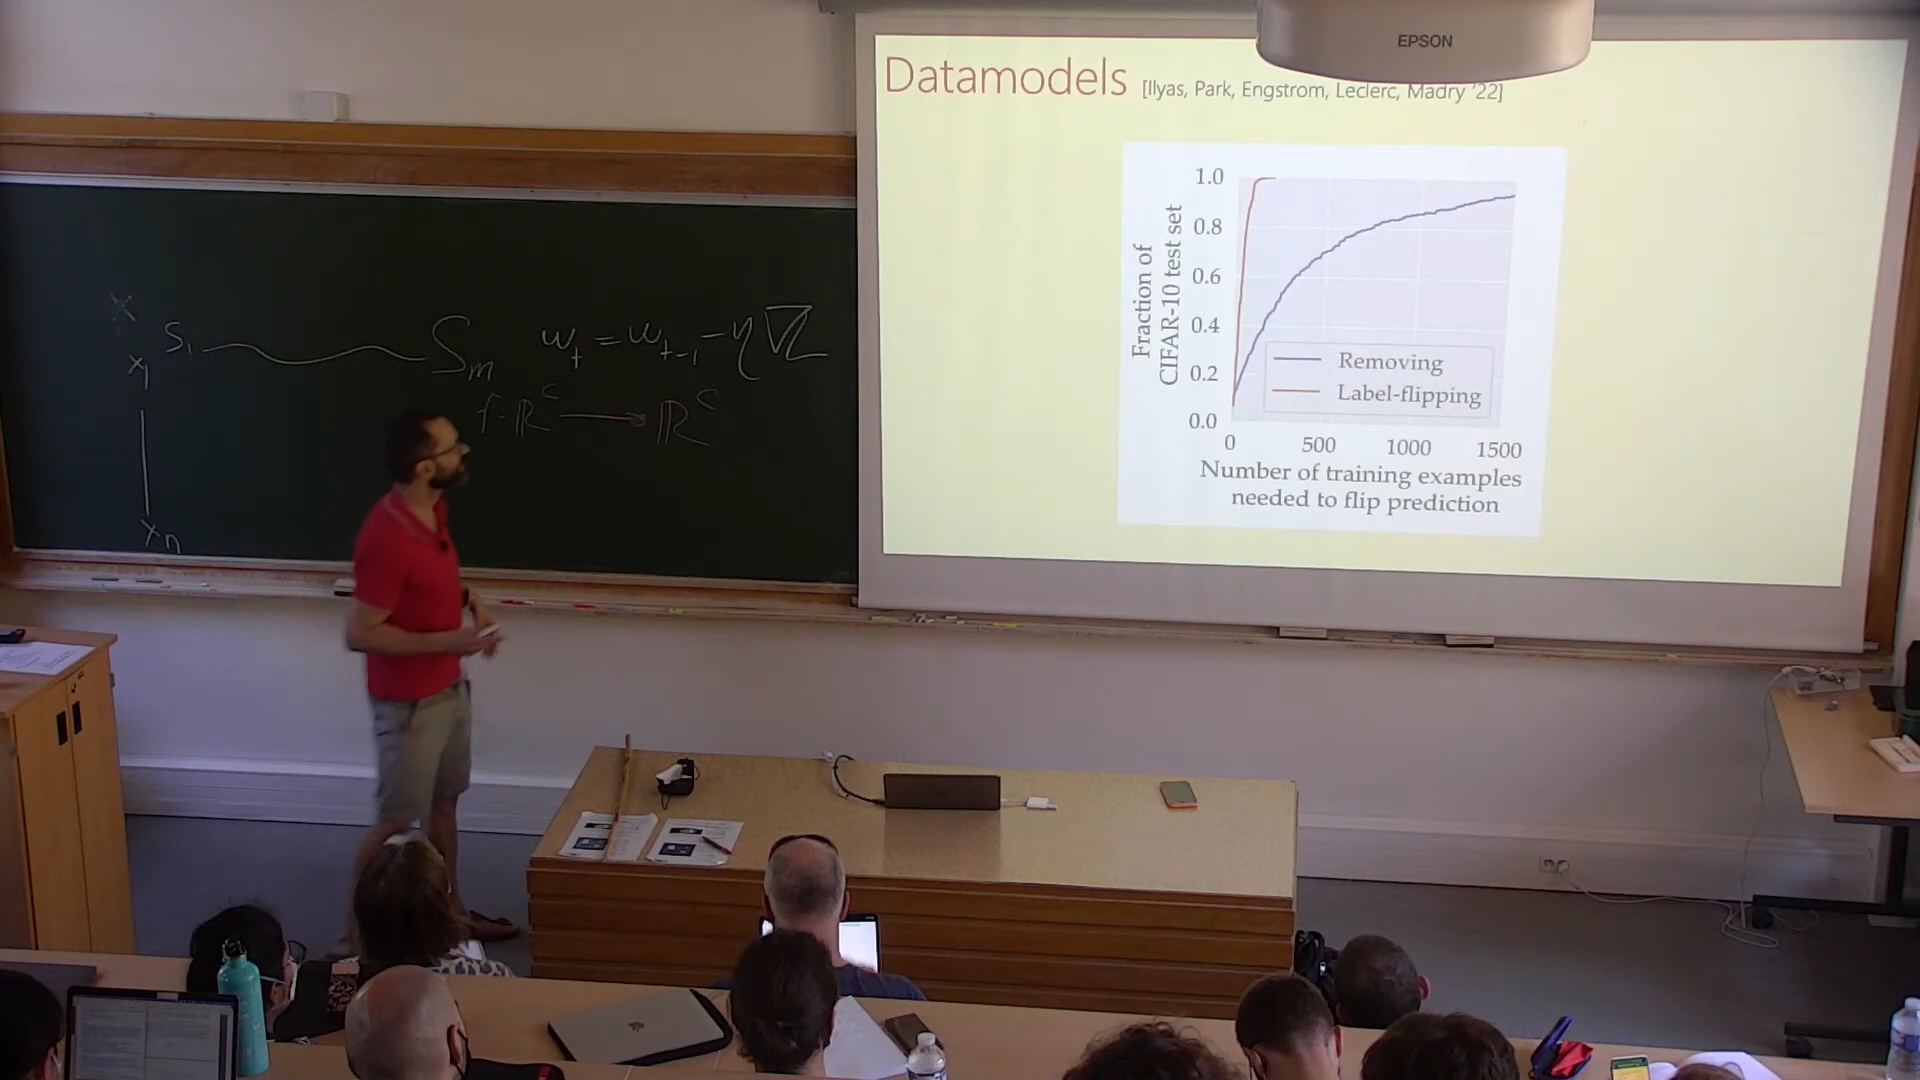 EPSON
Datamodels [Ilyas, Park, Engstrom, Leclerc, Madry '22]
1.0
0.8
0.6
0.4
0.2
0.0
Fraction of
CIFAR-10 test set
Removing
Label-flipping
0 500 1000 1500
Number of training examples
needed to flip prediction
x
x₁
xₙ
S₁ Sₘ
wₜ = wₜ₋₁ - η∇L
f: ℝᶜ → ℝᶜ